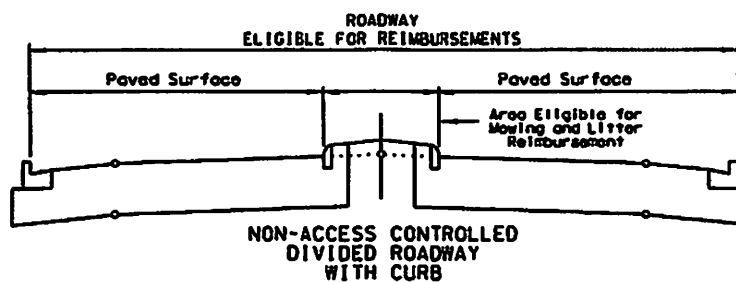 ROADWAY
ELIGIBLE FOR REIMBURSEMENTS
Paved Surface
Paved Surface
Area Eligible for
Mowing and Litter
Reimbursement
NON-ACCESS CONTROLLED
DIVIDED ROADWAY
WITH CURB